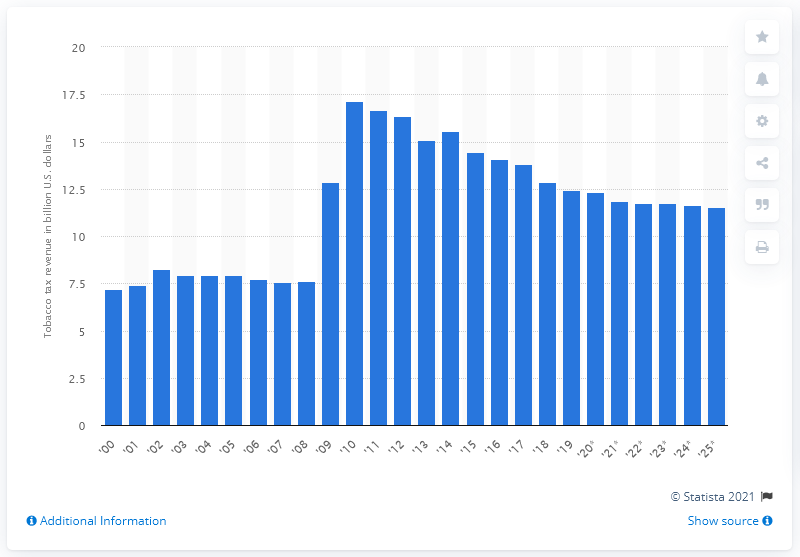 Tobacco tax revenue in billion U.S. dollars
20
17.5
15
12.5
10
7.5
5
2.5
0
'00 '01 '02 '03 '04 '05 '06 '07 '08 '09 '10 '11 '12 '13 '14 '15 '16 '17 '18 '19 '20* '21* '22* '23* '24* '25*
© Statista 2021
Additional Information Show source